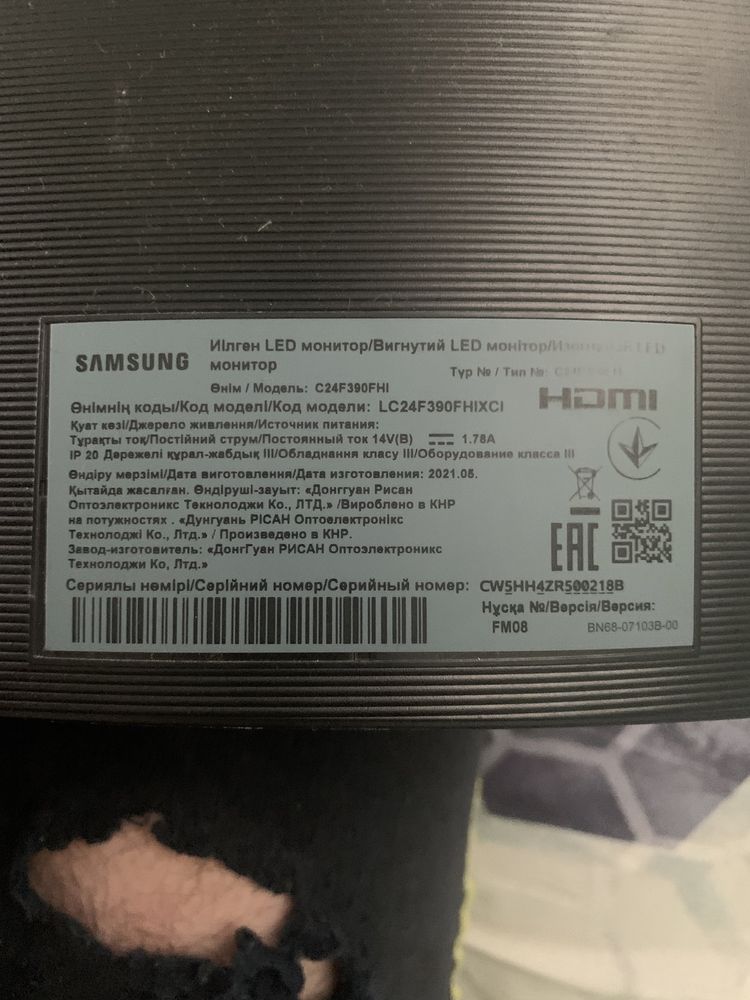 SAMSUNG
Иілген LED монитор/Вигнутий LED монітор/
монитор
Түр № / Тип №:
Өнім / Модель: C24F390FHI
HDMI
Өнімнің коды/Код моделі/Код модели: LC24F390FHIXCI
Қуат көзі/Джерело живлення/Источник питания:
Тұрақты ток/Постійний струм/Постоянный ток 14V(В) 1.78A
IP 20 Дәрежелі құрал-жабдық III/Обладнання класу III/Оборудование класса III
Өндіру мерзімі/Дата виготовлення/Дата изготовления: 2021.05.
Қытайда жасалған. Өндіруші-зауыт: «Донггуан Рисан
Оптоэлектроникс Текнолоджи Ко., ЛТД.» /Вироблено в КНР
на потужностях . «Дунгуань РІСАН Оптоелектронікс
Технолоджі Ко., Лтд.» / Произведено в КНР.
Завод-изготовитель: «ДонгГуан РИСАН Оптоэлектроникс
Технолоджи Ко, Лтд.»
EAC
Сериялы нөмірі/Серійний номер/Серийный номер: CW5HH4ZR500218B
Нұсқа №/Версія/Версия:
FM08 BN68-07103B-00